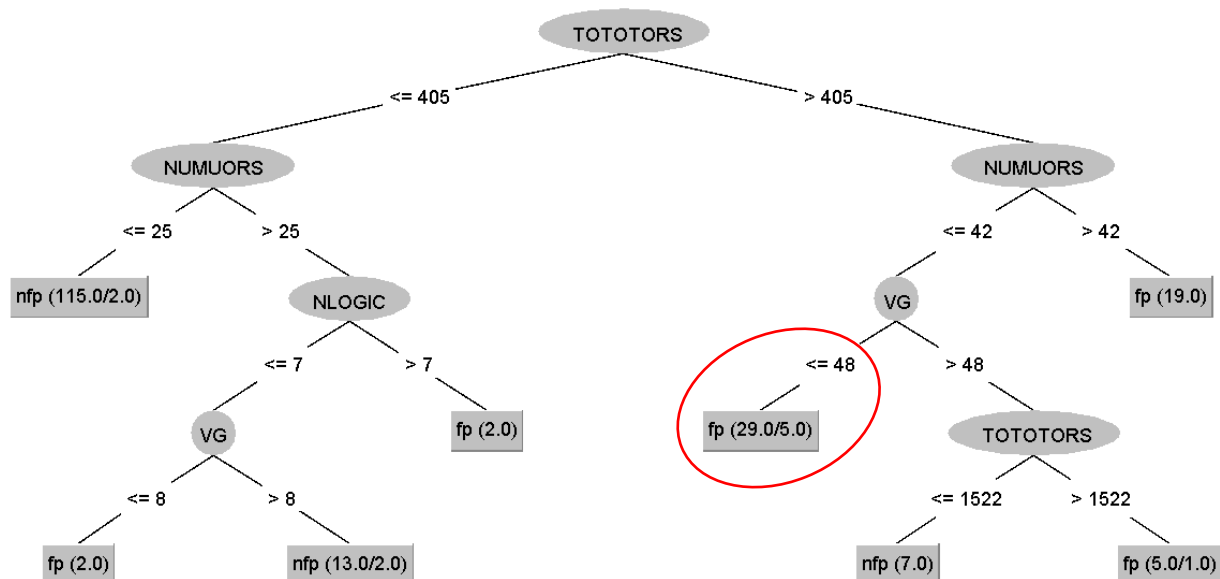 TOTOTORS
<= 405
> 405
NUMUORS
NUMUORS
<= 25
> 25
<= 42
> 42
nfp (115.0/2.0)
NLOGIC
VG
fp (19.0)
<= 7
> 7
<= 48
> 48
VG
fp (2.0)
fp (29.0/5.0)
TOTOTORS
<= 8
> 8
<= 1522
> 1522
fp (2.0)
nfp (13.0/2.0)
nfp (7.0)
fp (5.0/1.0)